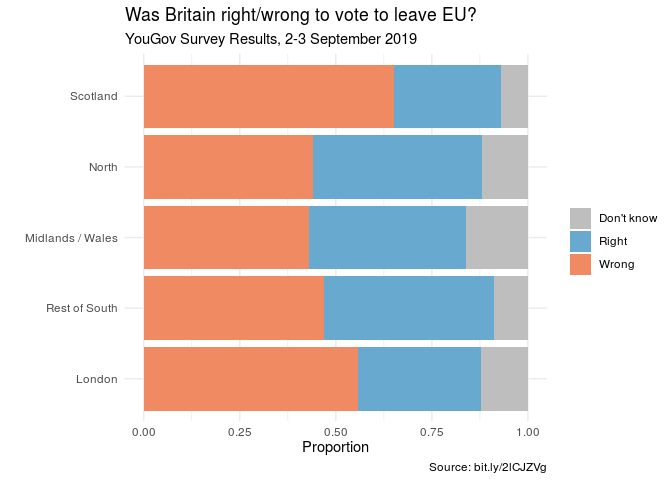 Was Britain right/wrong to vote to leave EU?
YouGov Survey Results, 2-3 September 2019
Scotland
North
Midlands / Wales
Rest of South
London
Don't know
Right
Wrong
0.00 0.25 0.50 0.75 1.00
Proportion
Source: bit.ly/2lCJZVg